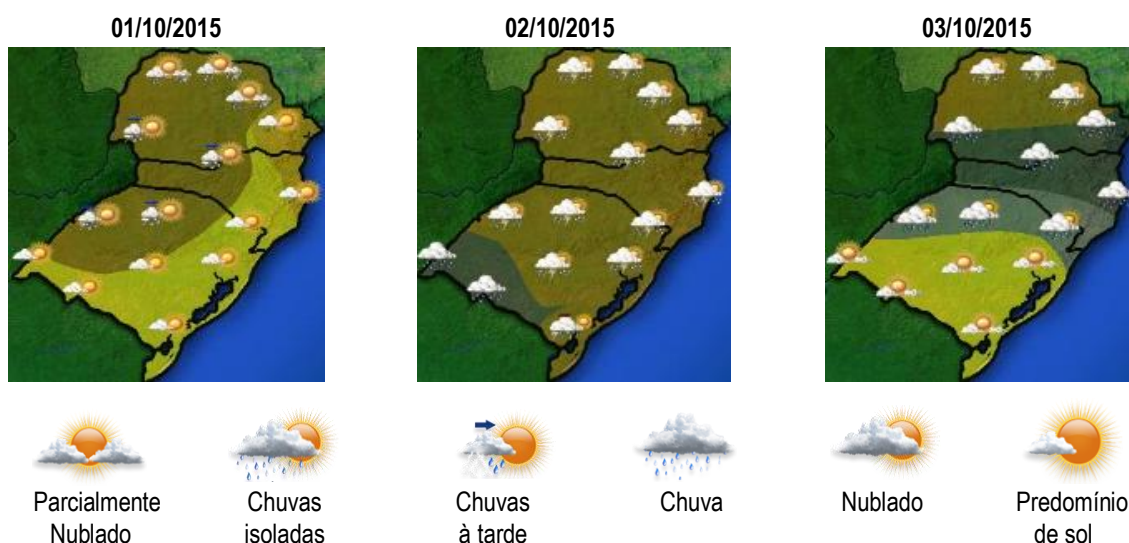 01/10/2015
02/10/2015
03/10/2015
Parcialmente
Nublado
Chuvas
isoladas
Chuvas
à tarde
Chuva
Nublado
Predomínio
de sol